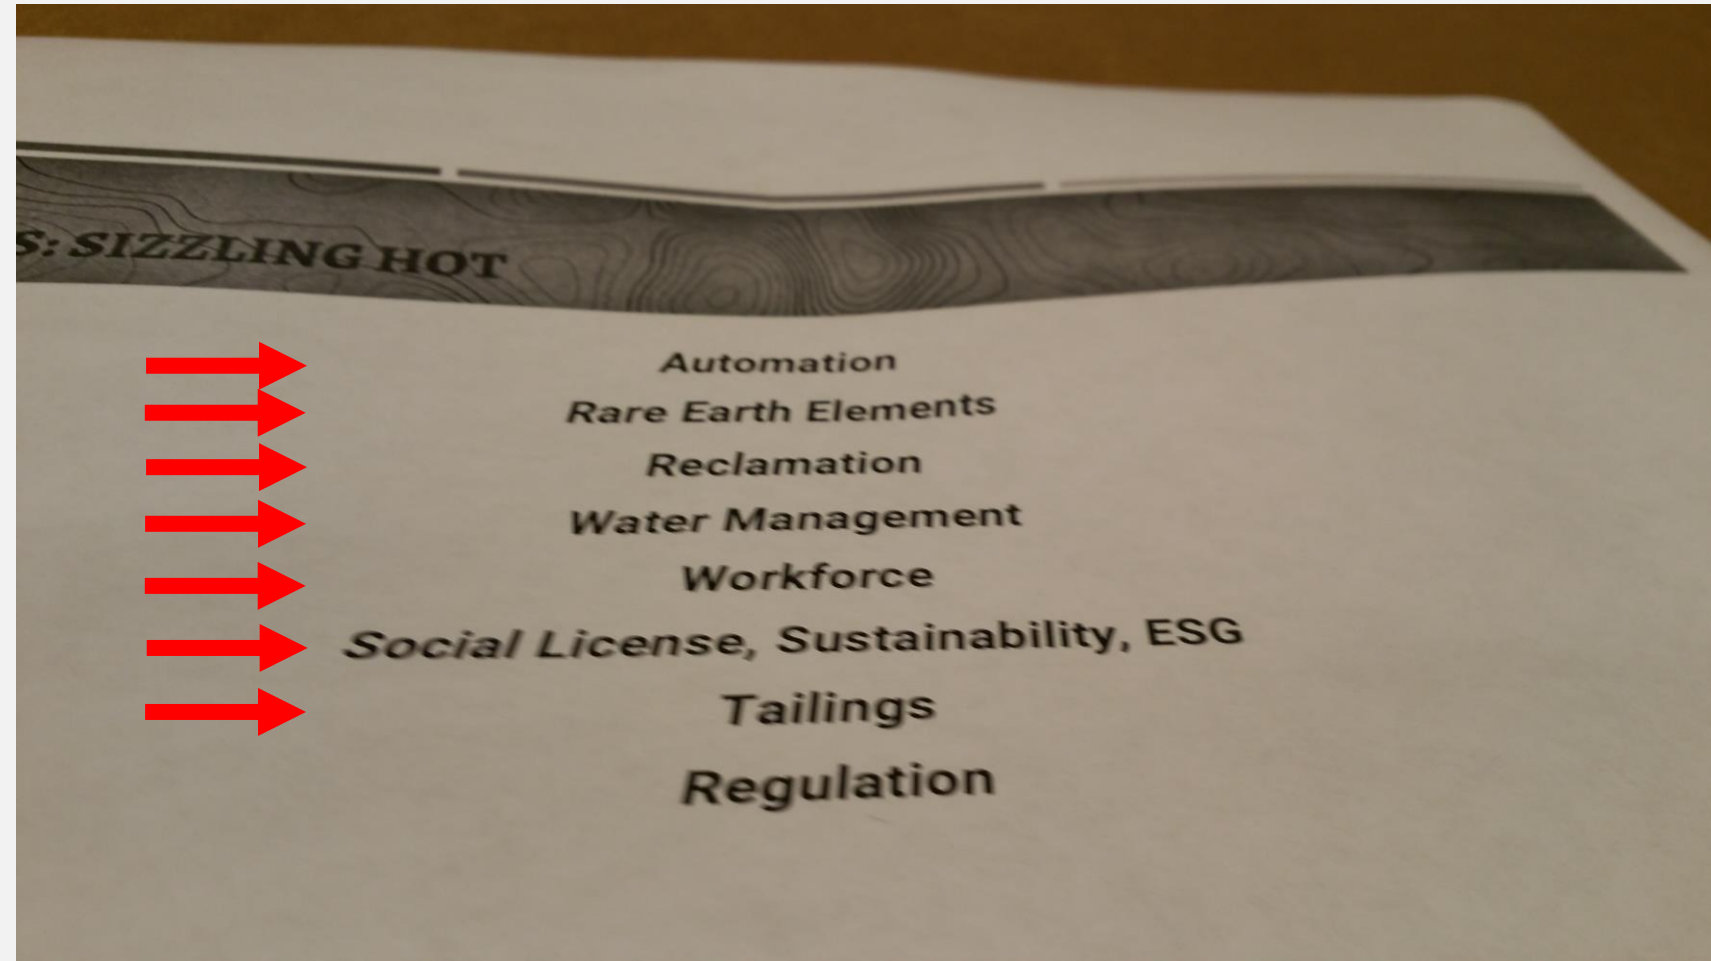 S: SIZZLING HOT
Automation
Rare Earth Elements
Reclamation
Water Management
Workforce
Social License, Sustainability, ESG
Tailings
Regulation